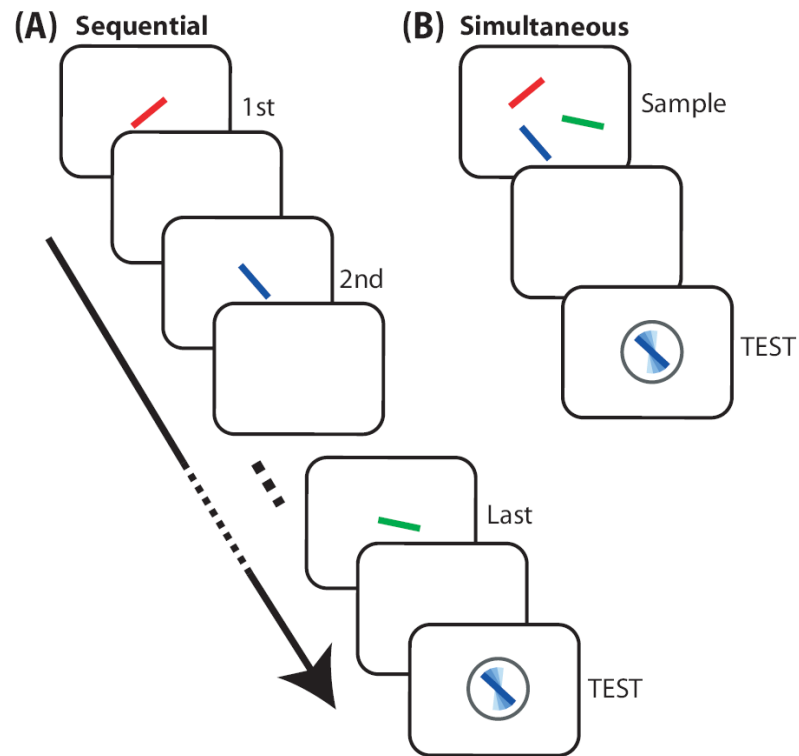 (A) Sequential
1st
2nd
Last
TEST
(B) Simultaneous
Sample
TEST